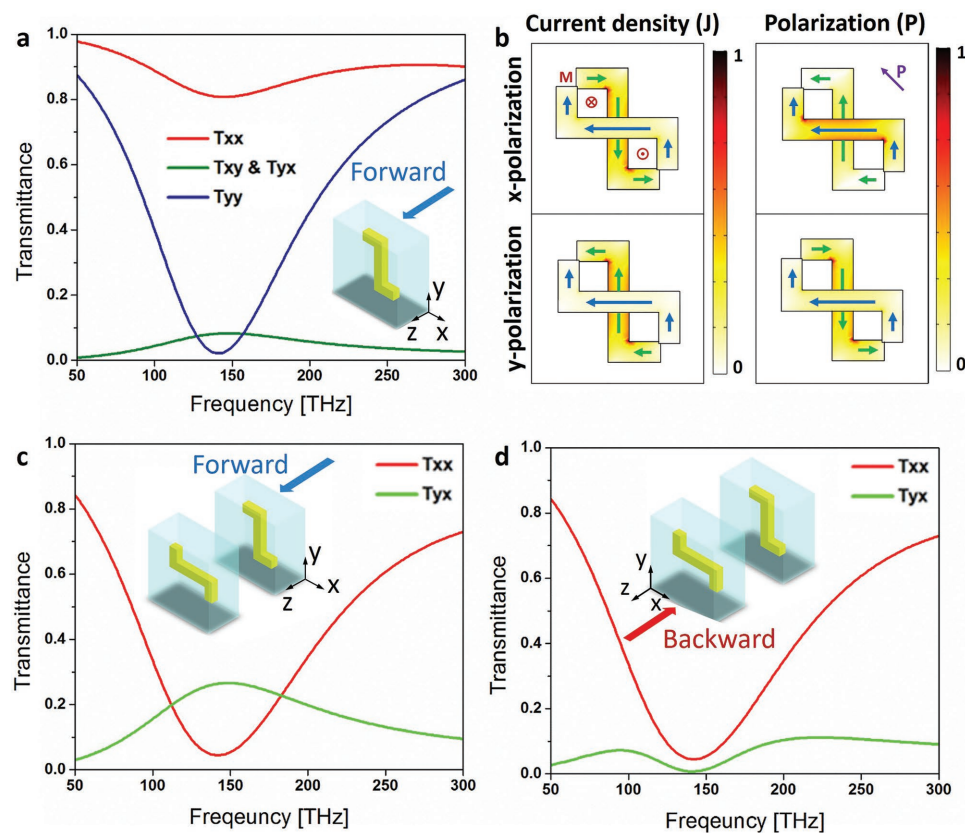 a
1.0
0.8
0.6
0.4
0.2
0.0
Transmittance
Txx
Txy & Tyx
Tyy
Forward
y
z
x
50
100
150
200
250
300
Frequency [THz]
b
Current density (J)
Polarization (P)
x-polarization
y-polarization
M
P
1
0
1
0
c
1.0
0.8
0.6
0.4
0.2
0.0
Transmittance
Forward
Txx
Tyx
y
z
x
50
100
150
200
250
300
Freqeuncy [THz]
d
1.0
0.8
0.6
0.4
0.2
0.0
Transmittance
Txx
Tyx
y
z
x
Backward
50
100
150
200
250
300
Freqeuncy [THz]